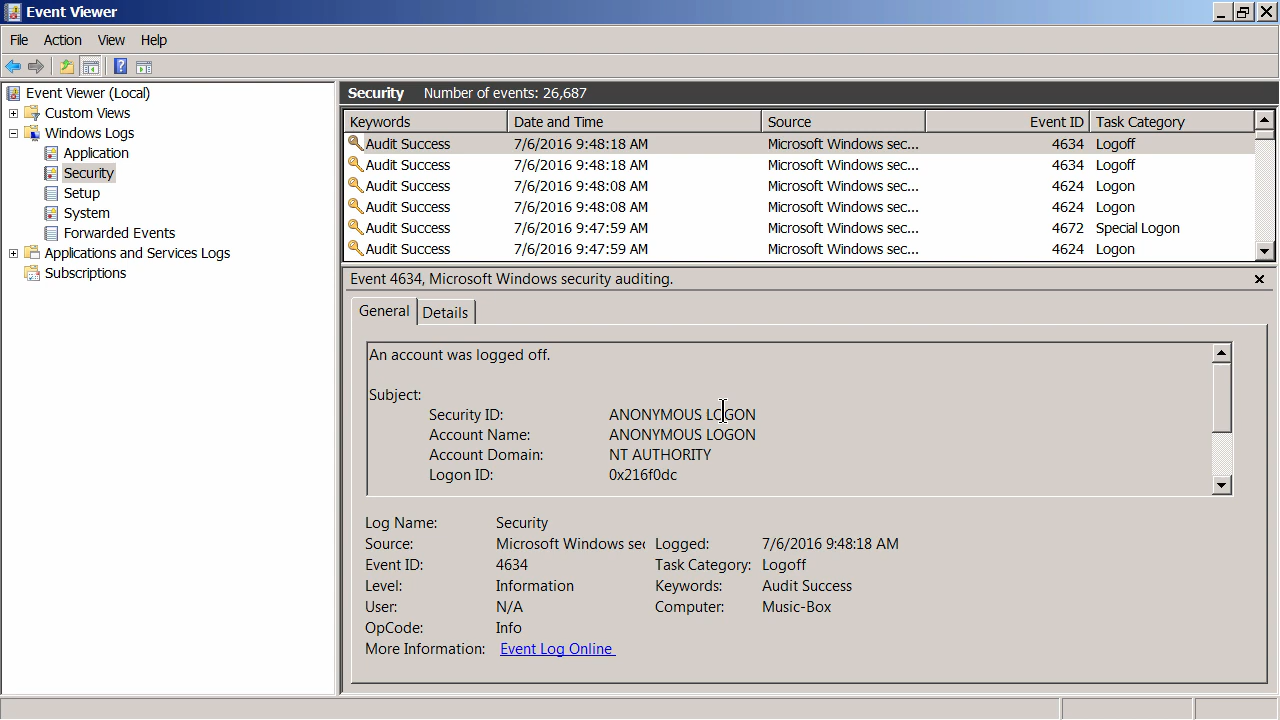 Event Viewer
File Action View Help
Event Viewer (Local)
Custom Views
Windows Logs
Application
Security
Setup
System
Forwarded Events
Applications and Services Logs
Subscriptions
Security Number of events: 26,687
Keywords Date and Time Source Event ID Task Category
Audit Success 7/6/2016 9:48:18 AM Microsoft Windows sec... 4634 Logoff
Audit Success 7/6/2016 9:48:18 AM Microsoft Windows sec... 4634 Logoff
Audit Success 7/6/2016 9:48:08 AM Microsoft Windows sec... 4624 Logon
Audit Success 7/6/2016 9:48:08 AM Microsoft Windows sec... 4624 Logon
Audit Success 7/6/2016 9:47:59 AM Microsoft Windows sec... 4672 Special Logon
Audit Success 7/6/2016 9:47:59 AM Microsoft Windows sec... 4624 Logon
Event 4634, Microsoft Windows security auditing.
General Details
An account was logged off.
Subject:
Security ID: ANONYMOUS LOGON
Account Name: ANONYMOUS LOGON
Account Domain: NT AUTHORITY
Logon ID: 0x216f0dc
Log Name: Security
Source: Microsoft Windows sec Logged: 7/6/2016 9:48:18 AM
Event ID: 4634 Task Category: Logoff
Level: Information Keywords: Audit Success
User: N/A Computer: Music-Box
OpCode: Info
More Information: Event Log Online